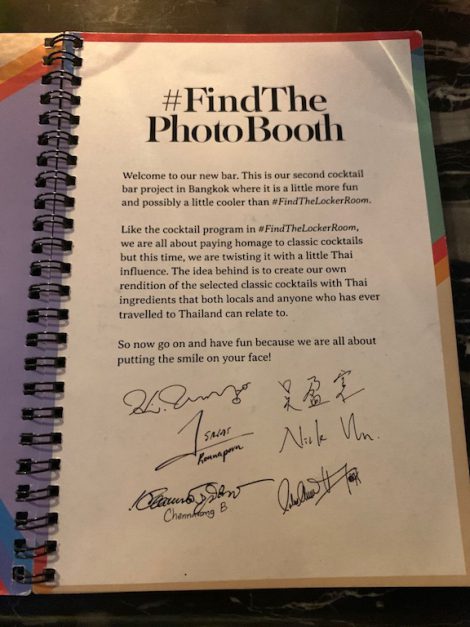 #FindThe
PhotoBooth
Welcome to our new bar. This is our second cocktail
bar project in Bangkok where it is a little more fun
and possibly a little cooler than #FindTheLockerRoom.
Like the cocktail program in #FindTheLockerRoom,
we are all about paying homage to classic cocktails
but this time, we are twisting it with a little Thai
influence. The idea behind is to create our own
rendition of the selected classic cocktails with Thai
ingredients that both locals and anyone who has ever
travelled to Thailand can relate to.
So now go on and have fun because we are all about
putting the smile on your face!
吴盈宪
Ronnaporn
Nick
B